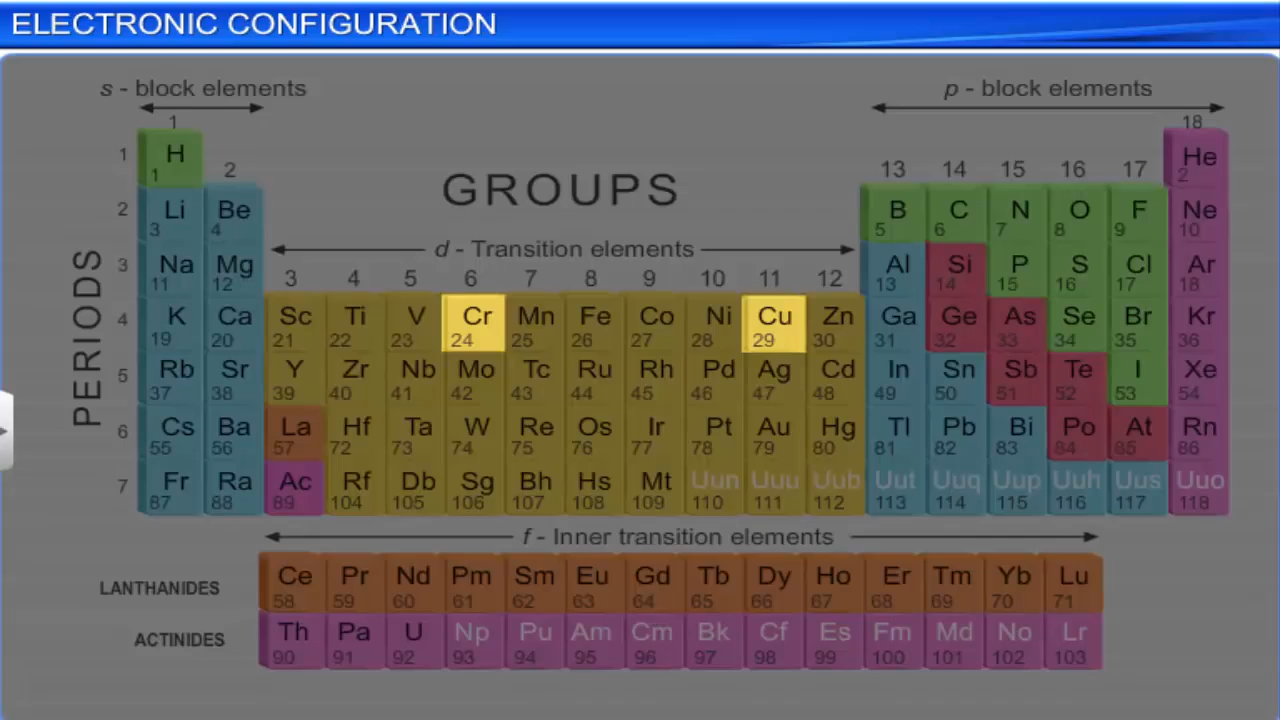 ELECTRONIC CONFIGURATION
s - block elements
p - block elements
1
18
1 H 1 He 2
2 13 14 15 16 17
GROUPS
2 Li 3 Be 4 B 5 C 6 N 7 O 8 F 9 Ne 10
d - Transition elements
PERIODS
3 Na 11 Mg 12 Al 13 Si 14 P 15 S 16 Cl 17 Ar 18
3 4 5 6 7 8 9 10 11 12
4 K 19 Ca 20 Sc 21 Ti 22 V 23 Cr 24 Mn 25 Fe 26 Co 27 Ni 28 Cu 29 Zn 30 Ga 31 Ge 32 As 33 Se 34 Br 35 Kr 36
5 Rb 37 Sr 38 Y 39 Zr 40 Nb 41 Mo 42 Tc 43 Ru 44 Rh 45 Pd 46 Ag 47 Cd 48 In 49 Sn 50 Sb 51 Te 52 I 53 Xe 54
6 Cs 55 Ba 56 La 57 Hf 72 Ta 73 W 74 Re 75 Os 76 Ir 77 Pt 78 Au 79 Hg 80 Tl 81 Pb 82 Bi 83 Po 84 At 85 Rn 86
7 Fr 87 Ra 88 Ac 89 Rf 104 Db 105 Sg 106 Bh 107 Hs 108 Mt 109 Uun 110 Uuu 111 Uub 112 Uut 113 Uuq 114 Uup 115 Uuh 116 Uus 117 Uuo 118
f - Inner transition elements
LANTHANIDES Ce 58 Pr 59 Nd 60 Pm 61 Sm 62 Eu 63 Gd 64 Tb 65 Dy 66 Ho 67 Er 68 Tm 69 Yb 70 Lu 71
ACTINIDES Th 90 Pa 91 U 92 Np 93 Pu 94 Am 95 Cm 96 Bk 97 Cf 98 Es 99 Fm 100 Md 101 No 102 Lr 103